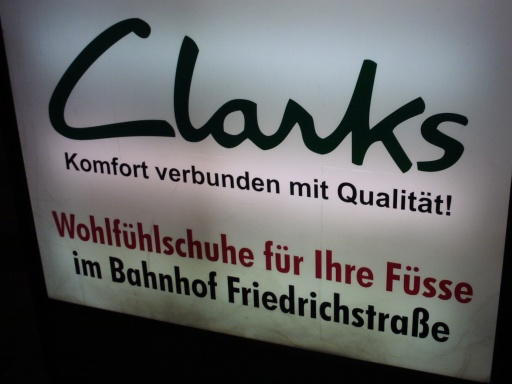 Clarks
Komfort verbunden mit Qualität!
Wohlfühlschuhe für Ihre Füsse
im Bahnhof Friedrichstraße